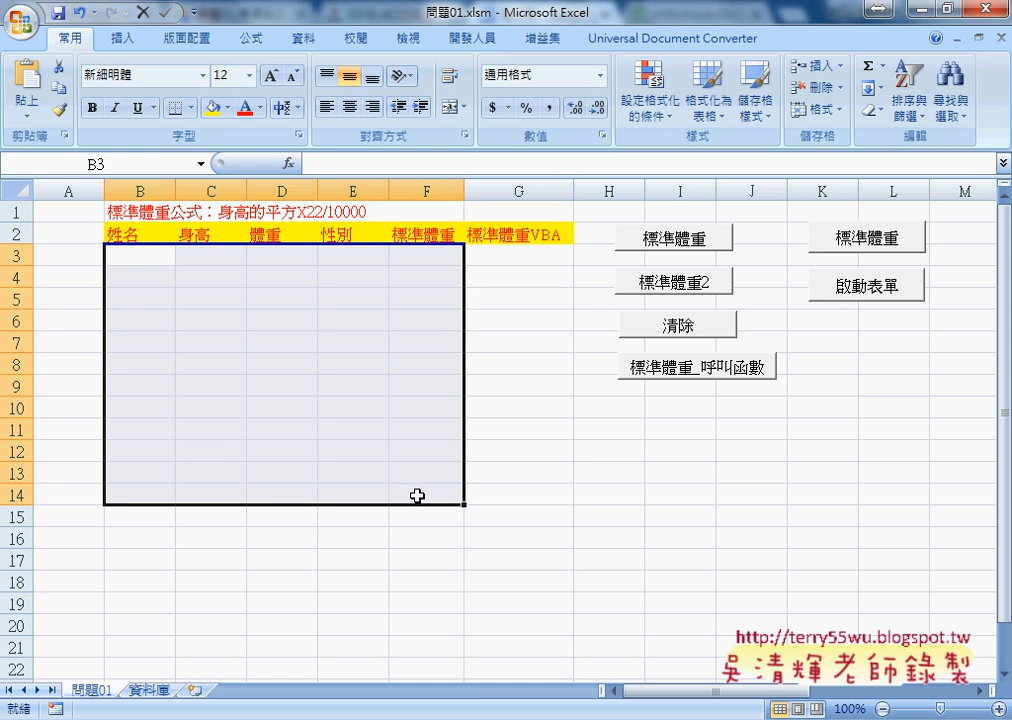 問題01.xlsm - Microsoft Excel
常用 插入 版面配置 公式 資料 校閱 檢視 開發人員 增益集 Universal Document Converter
貼上
新細明體 12
B I U A 中
通用格式
$ % ,
設定格式化的條件 格式化為表格 儲存格樣式
插入
刪除
格式
Σ
排序與篩選 尋找與選取
剪貼簿 字型 對齊方式 數值 樣式 儲存格 編輯
B3 fx
A B C D E F G H I J K L M
1 標準體重公式：身高的平方X22/10000
2 姓名 身高 體重 性別 標準體重 標準體重VBA
3
4
5
6
7
8
9
10
11
12
13
14
15
16
17
18
19
20
21
22
標準體重 標準體重
標準體重2 啟動表單
清除
標準體重_呼叫函數
http://terry55wu.blogspot.tw
吳清輝老師錄製
問題01 資料庫
就緒 100%